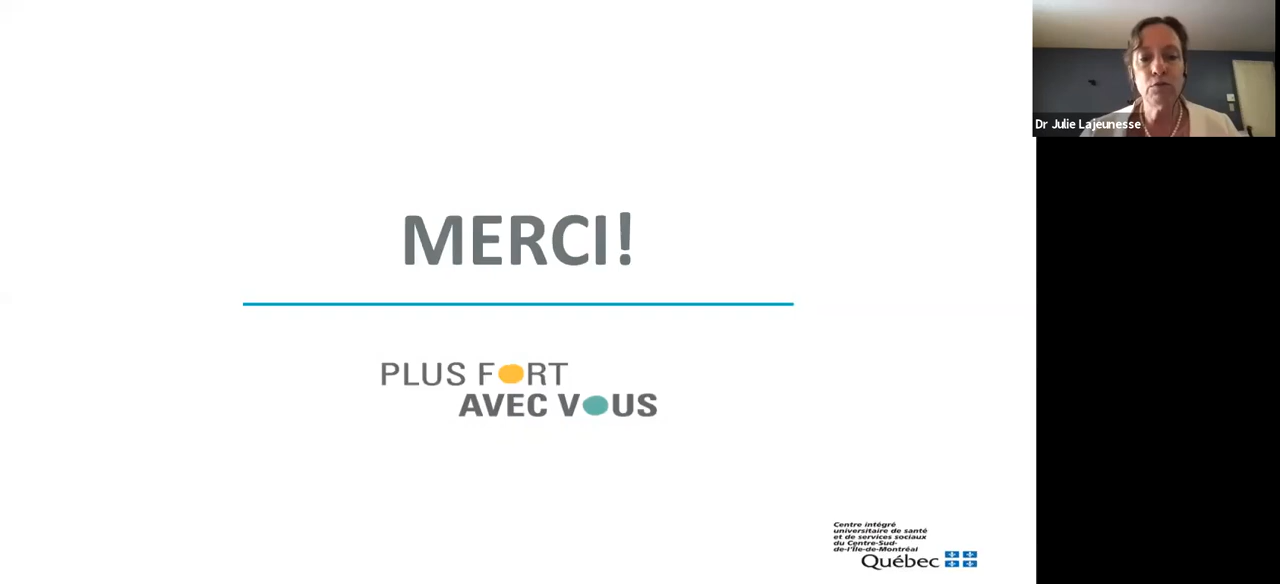 MERCI!
PLUS FORT
AVEC VOUS
Dr Julie Lajeunesse
Centre intégré
universitaire de santé
et de services sociaux
du Centre-Sud-
de-l'Île-de-Montréal
Québec